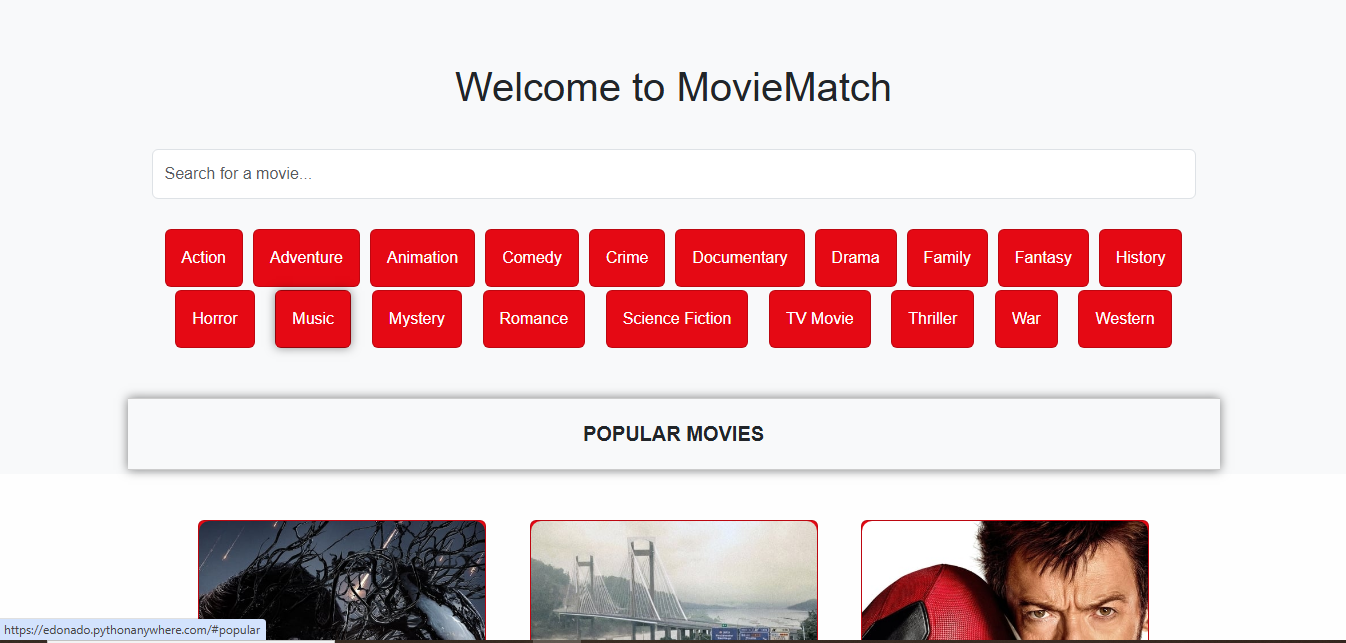 Welcome to MovieMatch
Search for a movie...
Action Adventure Animation Comedy Crime Documentary Drama Family Fantasy History
Horror Music Mystery Romance Science Fiction TV Movie Thriller War Western
POPULAR MOVIES
https://edonado.pythonanywhere.com/#popular